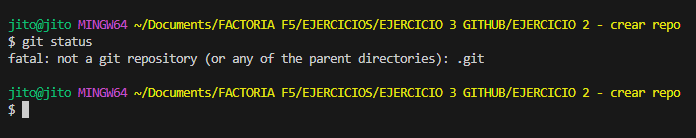 jito@jito MINGW64 ~/Documents/FACTORIA F5/EJERCICIOS/EJERCICIO 3 GITHUB/EJERCICIO 2 - crear repo
$ git status
fatal: not a git repository (or any of the parent directories): .git
jito@jito MINGW64 ~/Documents/FACTORIA F5/EJERCICIOS/EJERCICIO 3 GITHUB/EJERCICIO 2 - crear repo
$